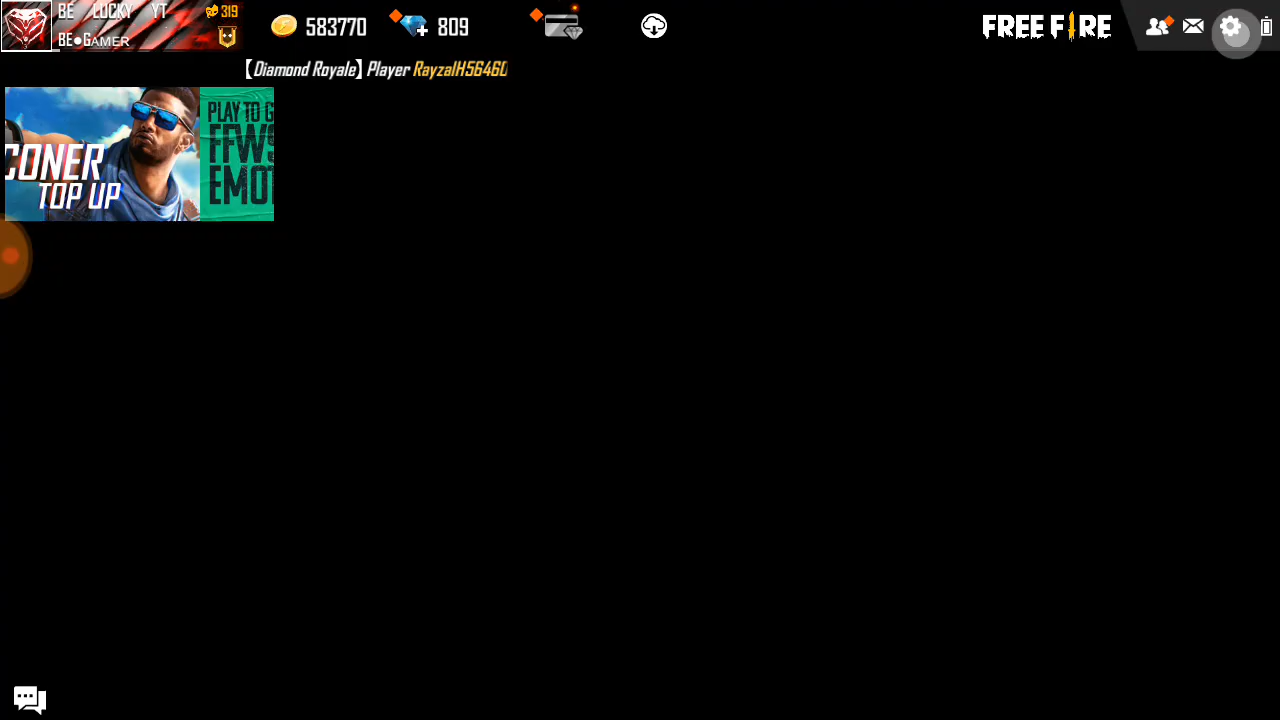 BE LUCKY YT
319
BE●GAMER
583770
809
FREE FIRE
【Diamond Royale】 Player RayzalH56460
CONER
TOP UP
PLAY TO G
FFWS
EMOT